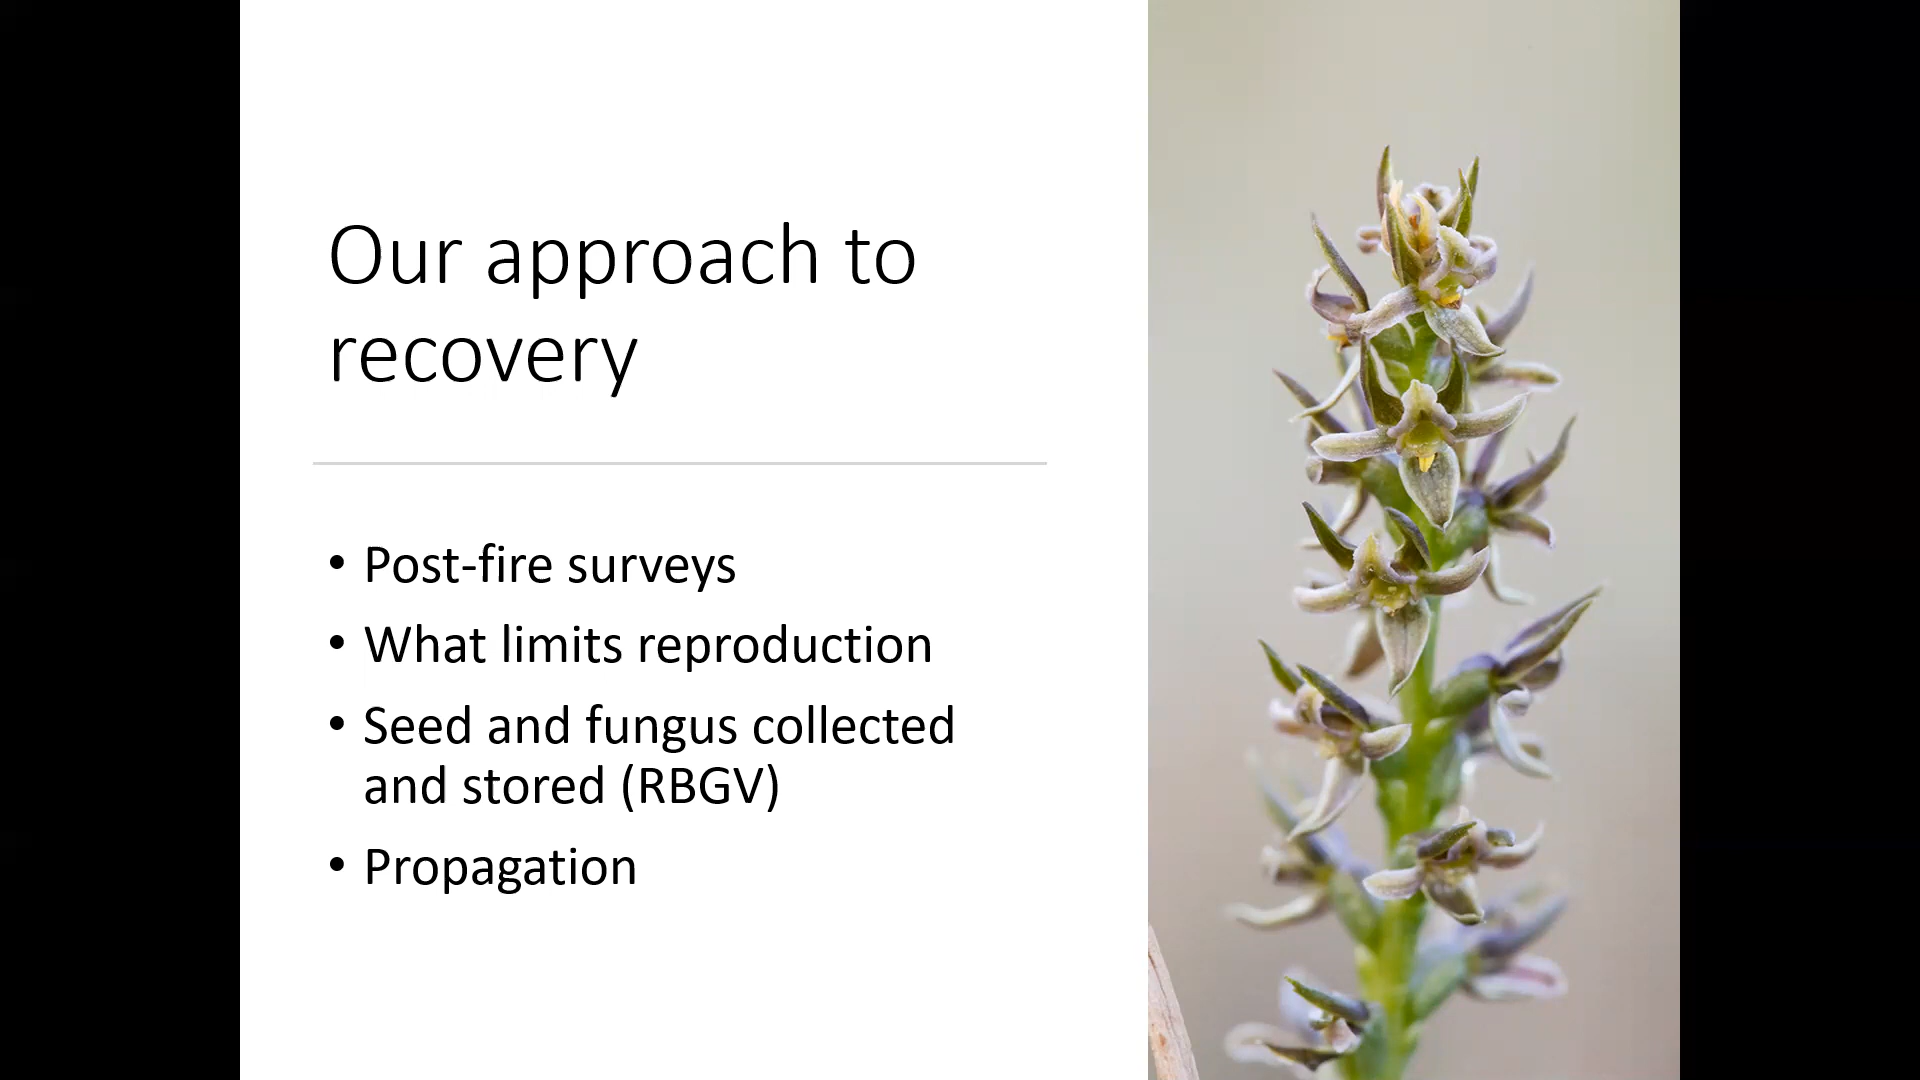 Our approach to
recovery
• Post-fire surveys
• What limits reproduction
• Seed and fungus collected
and stored (RBGV)
• Propagation